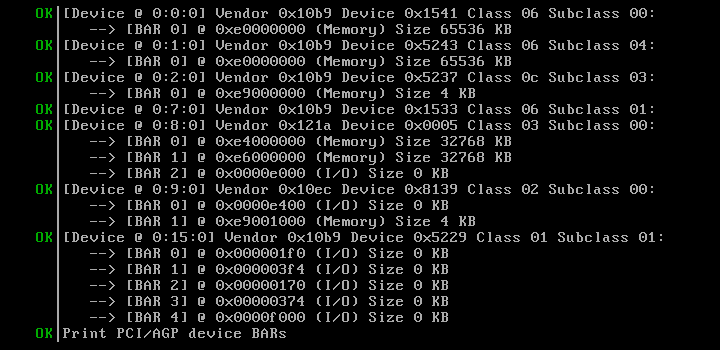 OK [Device @ 0:0:0] Vendor 0x10b9 Device 0x1541 Class 06 Subclass 00:
--> [BAR 0] @ 0xe0000000 (Memory) Size 65536 KB
OK [Device @ 0:1:0] Vendor 0x10b9 Device 0x5243 Class 06 Subclass 04:
--> [BAR 0] @ 0xe0000000 (Memory) Size 65536 KB
OK [Device @ 0:2:0] Vendor 0x10b9 Device 0x5237 Class 0c Subclass 03:
--> [BAR 0] @ 0xe9000000 (Memory) Size 4 KB
OK [Device @ 0:7:0] Vendor 0x10b9 Device 0x1533 Class 06 Subclass 01:
OK [Device @ 0:8:0] Vendor 0x121a Device 0x0005 Class 03 Subclass 00:
--> [BAR 0] @ 0xe4000000 (Memory) Size 32768 KB
--> [BAR 1] @ 0xe6000000 (Memory) Size 32768 KB
--> [BAR 2] @ 0x0000e000 (I/O) Size 0 KB
OK [Device @ 0:9:0] Vendor 0x10ec Device 0x8139 Class 02 Subclass 00:
--> [BAR 0] @ 0x0000e400 (I/O) Size 0 KB
--> [BAR 1] @ 0xe9001000 (Memory) Size 4 KB
OK [Device @ 0:15:0] Vendor 0x10b9 Device 0x5229 Class 01 Subclass 01:
--> [BAR 0] @ 0x000001f0 (I/O) Size 0 KB
--> [BAR 1] @ 0x000003f4 (I/O) Size 0 KB
--> [BAR 2] @ 0x00000170 (I/O) Size 0 KB
--> [BAR 3] @ 0x00000374 (I/O) Size 0 KB
--> [BAR 4] @ 0x0000f000 (I/O) Size 0 KB
OK Print PCI/AGP device BARs